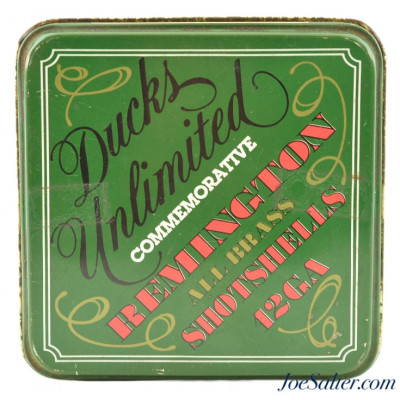 Ducks
Unlimited
COMMEMORATIVE
REMINGTON
ALL BRASS
SHOTSHELLS
12GA
JoeSalter.com